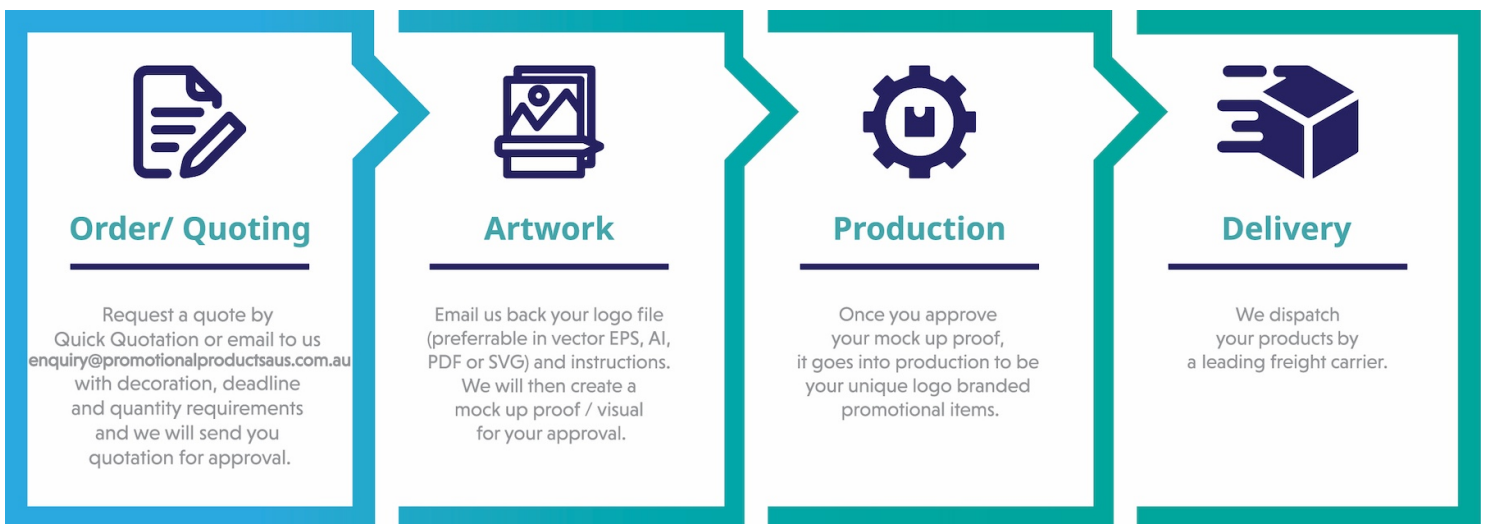 Order/ Quoting
Request a quote by
Quick Quotation or email to us
enquiry@promotionalproductsaus.com.au
with decoration, deadline
and quantity requirements
and we will send you
quotation for approval.
Artwork
Email us back your logo file
(preferrable in vector EPS, AI,
PDF or SVG) and instructions.
We will then create a
mock up proof / visual
for your approval.
Production
Once you approve
your mock up proof,
it goes into production to be
your unique logo branded
promotional items.
Delivery
We dispatch
your products by
a leading freight carrier.